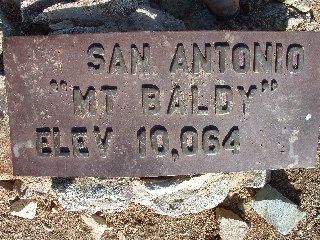 SAN ANTONIO
"MT BALDY"
ELEV 10,064